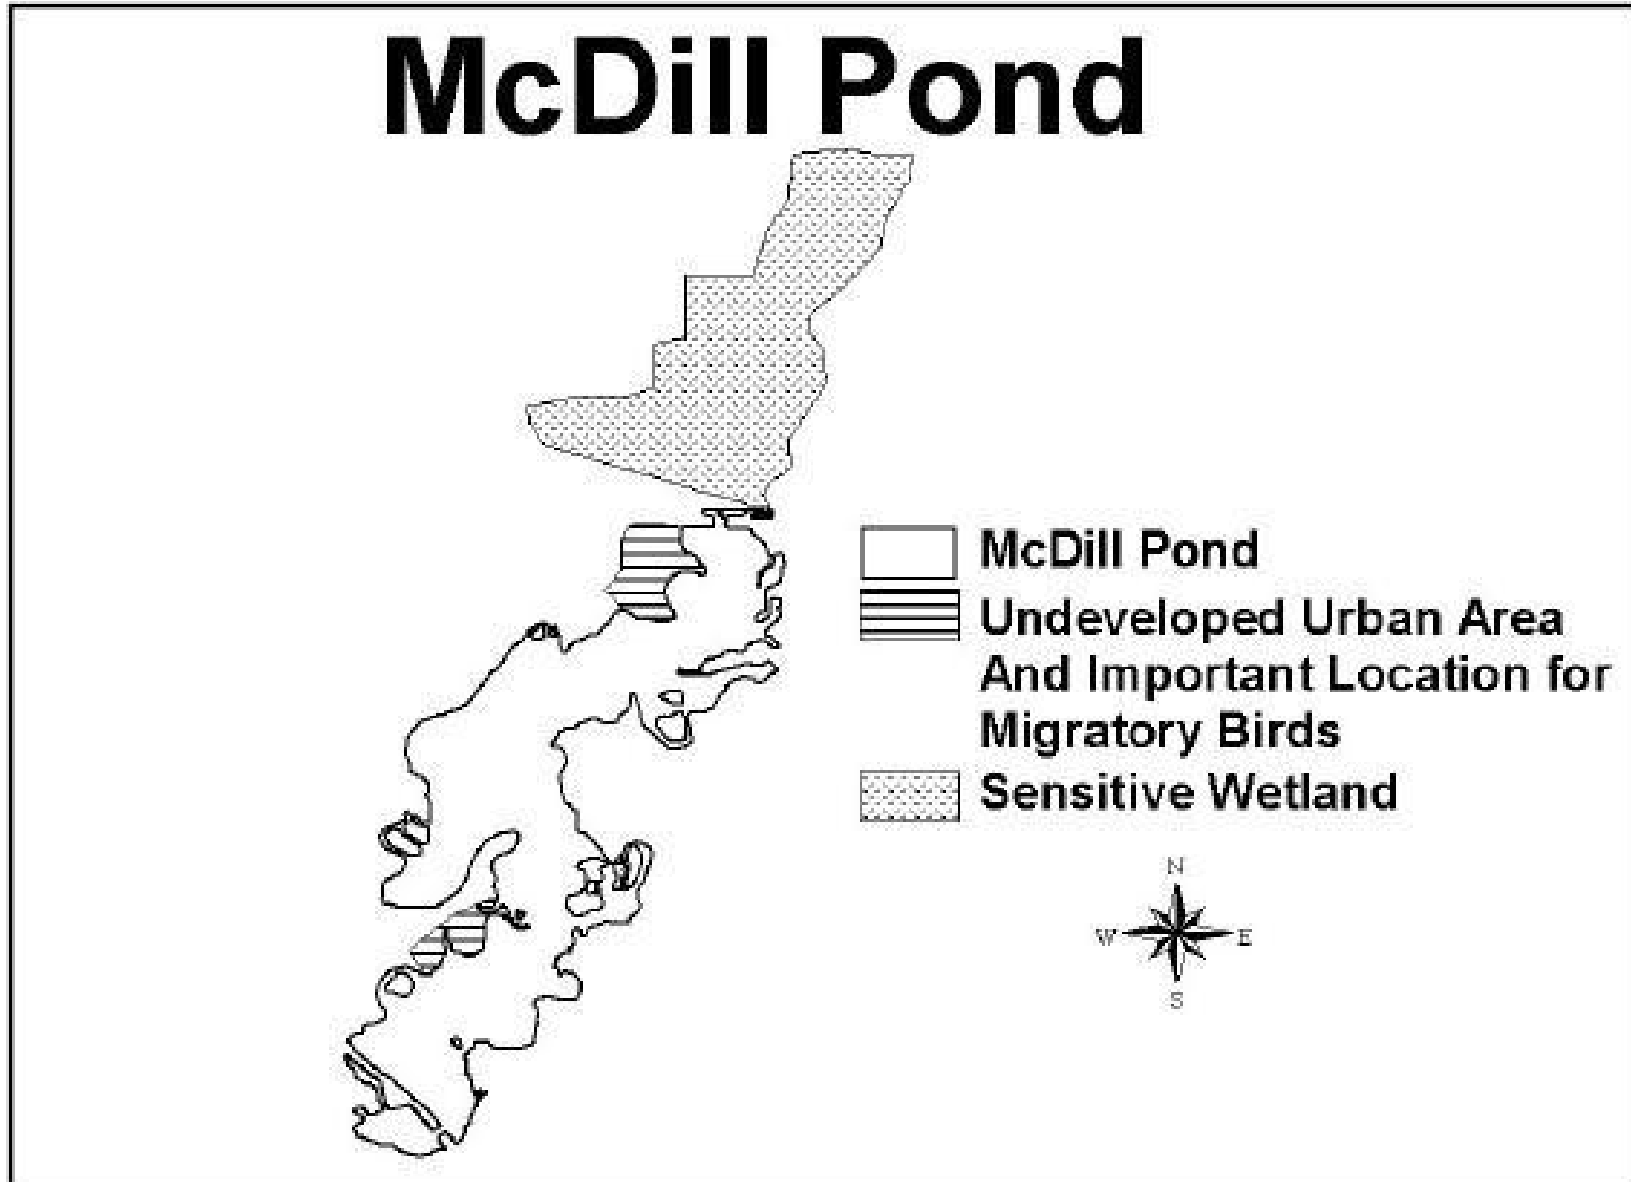 McDill Pond
McDill Pond
Undeveloped Urban Area
And Important Location for
Migratory Birds
Sensitive Wetland
N
W E
S